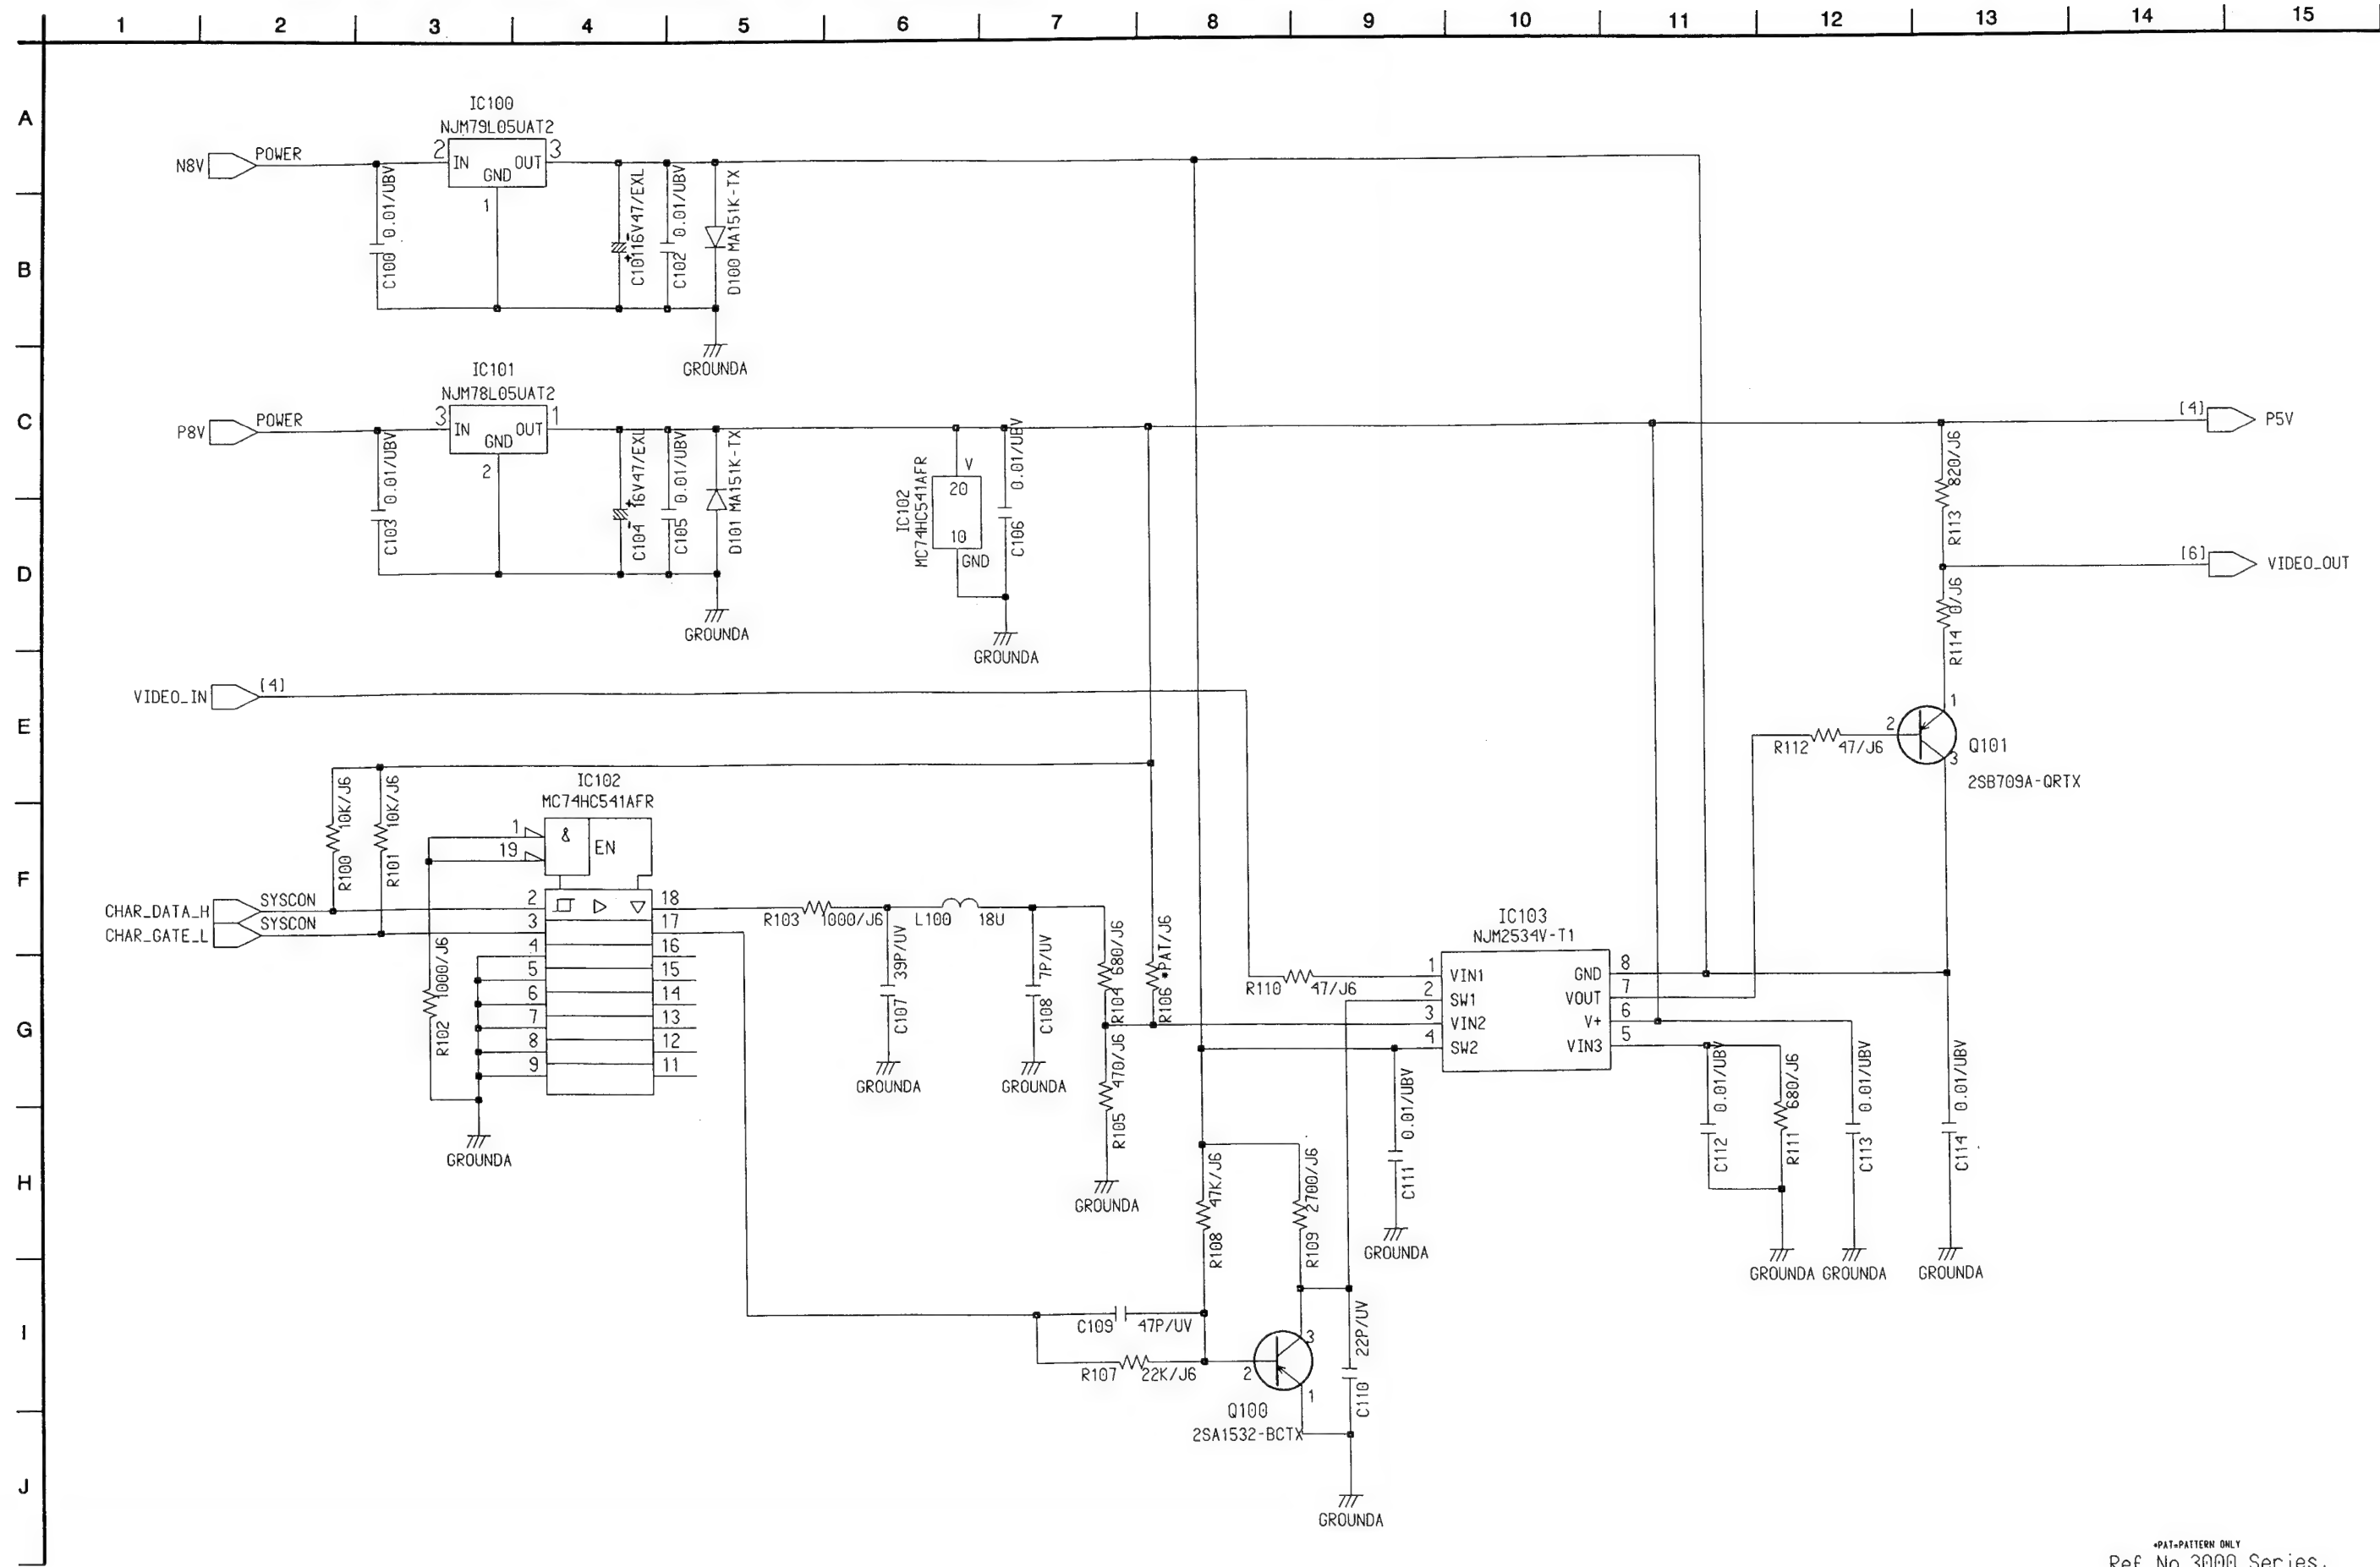 1 2 3 4 5 6 7 8 9 10 11 12 13 14 15
A
B
C
D
E
F
G
H
I
J
IC100
NJM79L05UAT2
N8V POWER 2 IN OUT 3
GND
1
C100 0.01/UBV
C101 16V47/EXL
- +
C102 0.01/UBV
D100 MA151K-TX
GROUNDA
IC101
NJM78L05UAT2
P8V POWER 3 IN OUT 1
GND
2
C103 0.01/UBV
C104 16V47/EXL
+ -
C105 0.01/UBV
D101 MA151K-TX
GROUNDA
IC102
MC74HC541AFR
V
20
10
GND
C106 0.01/UBV
GROUNDA
[4] P5V
R113 820/J6
[6] VIDEO_OUT
R114 0/J6
VIDEO_IN [4]
R112 47/J6 2
1
3
Q101
2SB709A-QRTX
R100 10K/J6
R101 10K/J6
IC102
MC74HC541AFR
1
19
&
EN
CHAR_DATA_H SYSCON
CHAR_GATE_L SYSCON
2 18
3 17
4 16
5 15
6 14
7 13
8 12
9 11
R102 1000/J6
GROUNDA
R103 1000/J6
L100 18U
C107 39P/UV
GROUNDA
C108 7P/UV
GROUNDA
R104 680/J6
R105 470/J6
GROUNDA
R106 *PAT/J6
R110 47/J6
IC103
NJM2534V-T1
1 VIN1 GND 8
2 SW1 VOUT 7
3 VIN2 V+ 6
4 SW2 VIN3 5
C111 0.01/UBV
GROUNDA
C112 0.01/UBV
R111 680/J6
GROUNDA
C113 0.01/UBV
GROUNDA
C114 0.01/UBV
GROUNDA
R108 47K/J6
R109 2700/J6
C109 47P/UV
R107 22K/J6
2
3
1
Q100
2SA1532-BCTX
C110 22P/UV
GROUNDA
*PAT=PATTERN ONLY
Ref No.3000 Series.